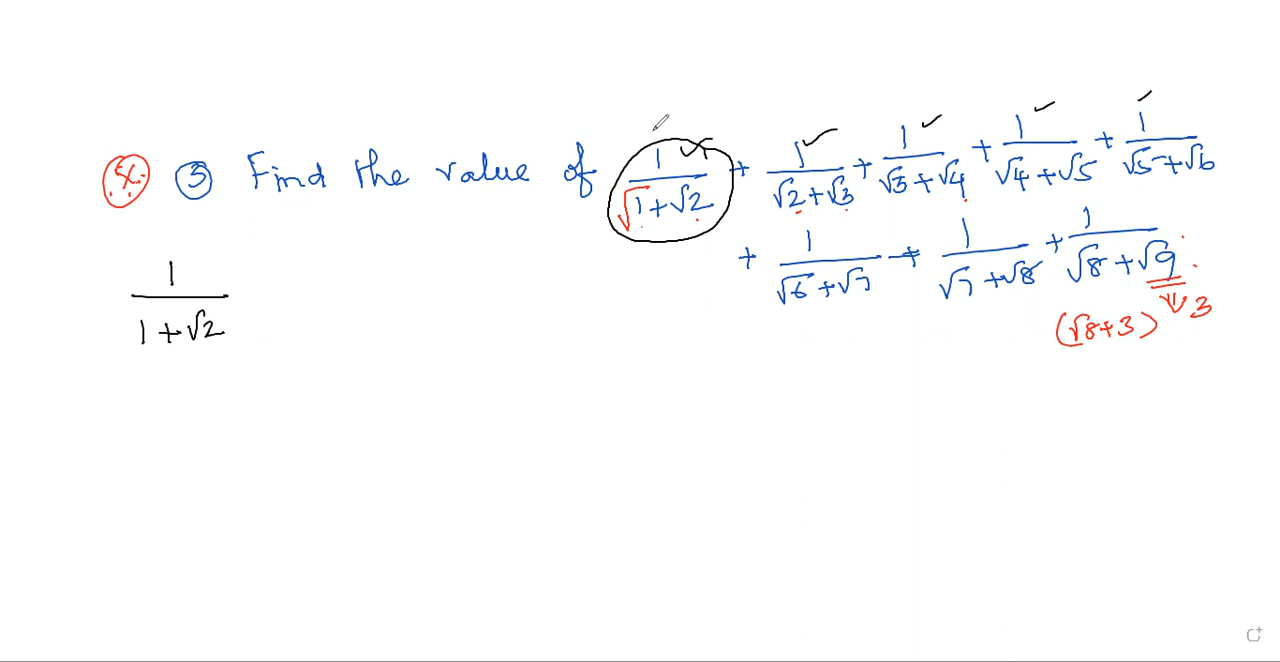 ③ Find the value of 1/(√1+√2) + 1/(√2+√3) + 1/(√3+√4) + 1/(√4+√5) + 1/(√5+√6)
+ 1/(√6+√7) + 1/(√7+√8) + 1/(√8+√9)
(√8+3) 3
1/(1+√2)